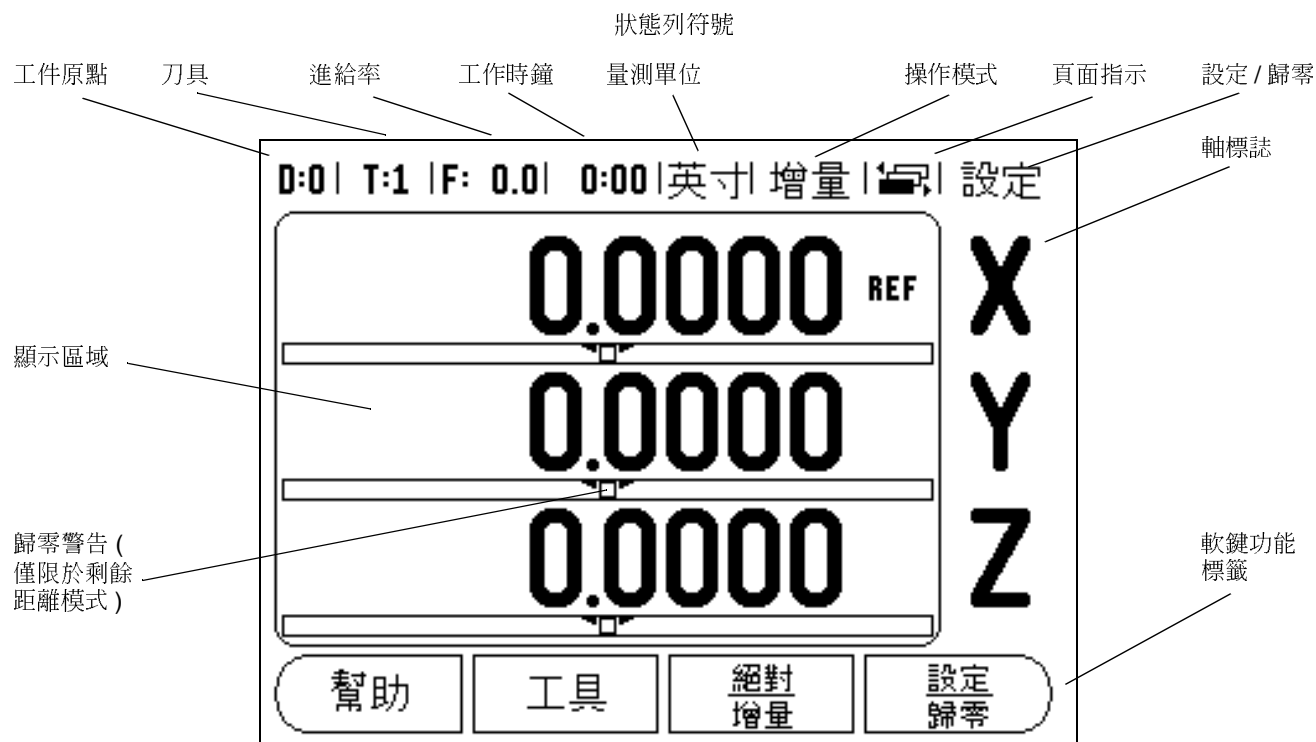 狀態列符號
工件原點 刀具 進給率 工作時鐘 量測單位 操作模式 頁面指示 設定 / 歸零
軸標誌
D:0 | T:1 | F: 0.0 | 0:00 | 英寸 | 增量 | | 設定
0.0000 REF X
顯示區域
0.0000 Y
歸零警告 (
僅限於剩餘
距離模式 )
0.0000 Z
軟鍵功能
標籤
幫助 工具 絕對 設定
增量 歸零